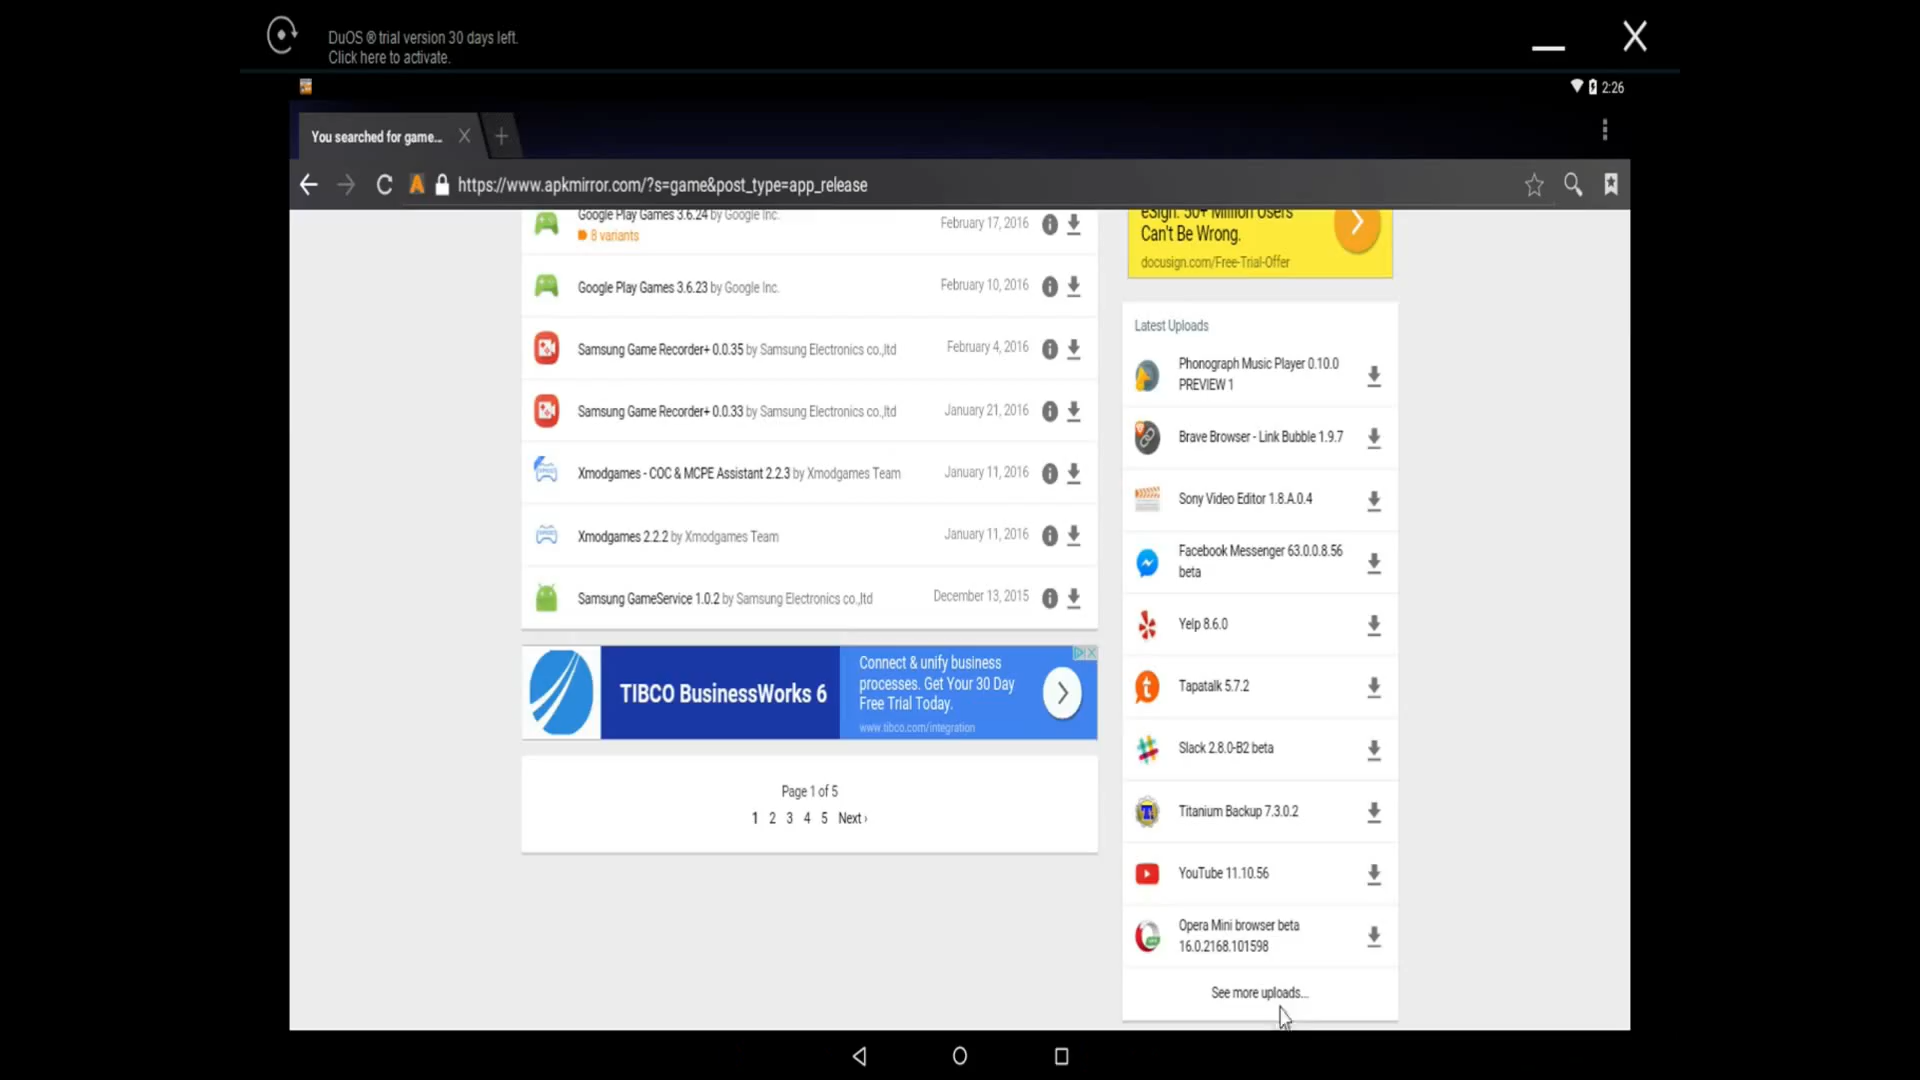 DuOS ® trial version 30 days left.
Click here to activate.
2:26
You searched for game...
https://www.apkmirror.com/?s=game&post_type=app_release
Google Play Games 3.6.24 by Google Inc.
8 variants
February 17, 2016
Google Play Games 3.6.23 by Google Inc.
February 10, 2016
Samsung Game Recorder+ 0.0.35 by Samsung Electronics co.,ltd
February 4, 2016
Samsung Game Recorder+ 0.0.33 by Samsung Electronics co.,ltd
January 21, 2016
Xmodgames - COC & MCPE Assistant 2.2.3 by Xmodgames Team
January 11, 2016
Xmodgames 2.2.2 by Xmodgames Team
January 11, 2016
Samsung GameService 1.0.2 by Samsung Electronics co.,ltd
December 13, 2015
TIBCO BusinessWorks 6
Connect & unify business
processes. Get Your 30 Day
Free Trial Today.
www.tibco.com/integration
Page 1 of 5
1 2 3 4 5 Next ›
eSign. 50+ Million Users
Can't Be Wrong.
docusign.com/Free-Trial-Offer
Latest Uploads
Phonograph Music Player 0.10.0
PREVIEW 1
Brave Browser - Link Bubble 1.9.7
Sony Video Editor 1.8.A.0.4
Facebook Messenger 63.0.0.8.56
beta
Yelp 8.6.0
Tapatalk 5.7.2
Slack 2.8.0-B2 beta
Titanium Backup 7.3.0.2
YouTube 11.10.56
Opera Mini browser beta
16.0.2168.101598
See more uploads...